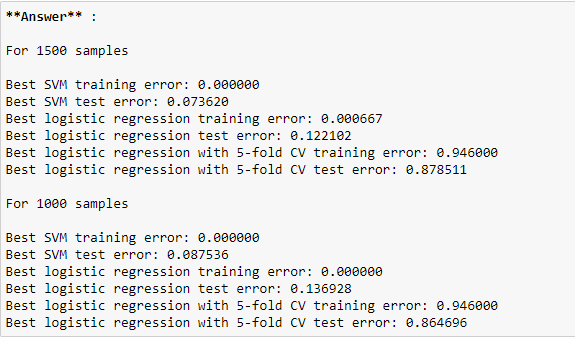 **Answer** :
For 1500 samples
Best SVM training error: 0.000000
Best SVM test error: 0.073620
Best logistic regression training error: 0.000667
Best logistic regression test error: 0.122102
Best logistic regression with 5-fold CV training error: 0.946000
Best logistic regression with 5-fold CV test error: 0.878511
For 1000 samples
Best SVM training error: 0.000000
Best SVM test error: 0.087536
Best logistic regression training error: 0.000000
Best logistic regression test error: 0.136928
Best logistic regression with 5-fold CV training error: 0.946000
Best logistic regression with 5-fold CV test error: 0.864696